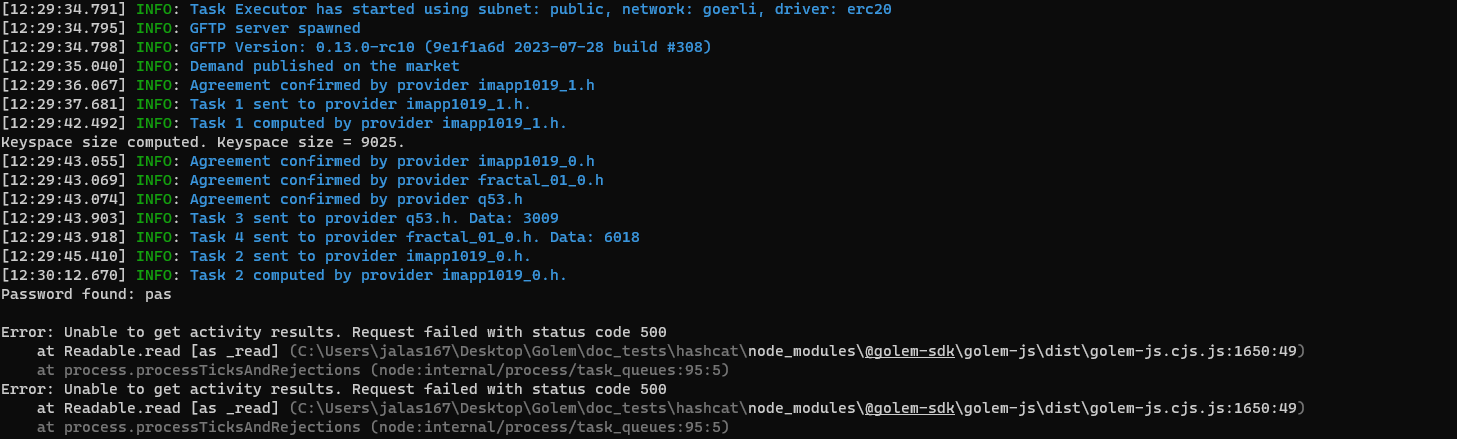 [12:29:34.791] INFO: Task Executor has started using subnet: public, network: goerli, driver: erc20
[12:29:34.795] INFO: GFTP server spawned
[12:29:34.798] INFO: GFTP Version: 0.13.0-rc10 (9e1f1a6d 2023-07-28 build #308)
[12:29:35.040] INFO: Demand published on the market
[12:29:36.067] INFO: Agreement confirmed by provider imapp1019_1.h
[12:29:37.681] INFO: Task 1 sent to provider imapp1019_1.h.
[12:29:42.492] INFO: Task 1 computed by provider imapp1019_1.h.
Keyspace size computed. Keyspace size = 9025.
[12:29:43.055] INFO: Agreement confirmed by provider imapp1019_0.h
[12:29:43.069] INFO: Agreement confirmed by provider fractal_01_0.h
[12:29:43.074] INFO: Agreement confirmed by provider q53.h
[12:29:43.903] INFO: Task 3 sent to provider q53.h. Data: 3009
[12:29:43.918] INFO: Task 4 sent to provider fractal_01_0.h. Data: 6018
[12:29:45.410] INFO: Task 2 sent to provider imapp1019_0.h.
[12:30:12.670] INFO: Task 2 computed by provider imapp1019_0.h.
Password found: pas
Error: Unable to get activity results. Request failed with status code 500
    at Readable.read [as _read] (C:\Users\jalas167\Desktop\Golem\doc_tests\hashcat\node_modules\@golem-sdk\golem-js\dist\golem-js.cjs.js:1650:49)
    at process.processTicksAndRejections (node:internal/process/task_queues:95:5)
Error: Unable to get activity results. Request failed with status code 500
    at Readable.read [as _read] (C:\Users\jalas167\Desktop\Golem\doc_tests\hashcat\node_modules\@golem-sdk\golem-js\dist\golem-js.cjs.js:1650:49)
    at process.processTicksAndRejections (node:internal/process/task_queues:95:5)